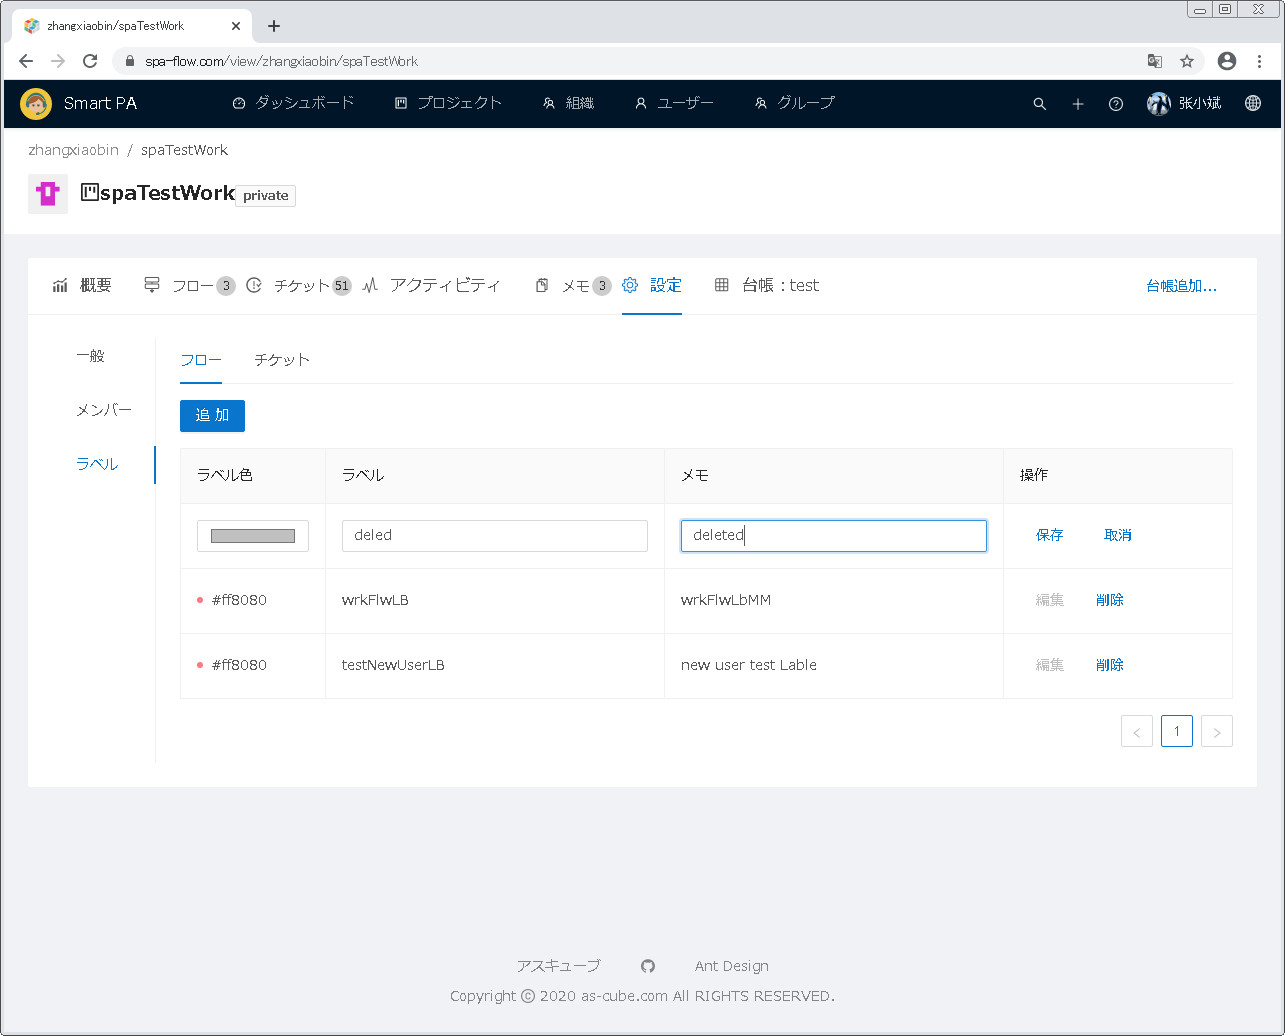 zhangxiaobin/spaTestWork
spa-flow.com/view/zhangxiaobin/spaTestWork
Smart PA ダッシュボード プロジェクト 組織 ユーザー グループ 张小斌
zhangxiaobin / spaTestWork
spaTestWork private
概要 フロー 3 チケット 51 アクティビティ メモ 3 設定 台帳：test 台帳追加...
一般
メンバー
ラベル
フロー チケット
追 加
ラベル色 ラベル メモ 操作
deled deleted 保存 取消
#ff8080 wrkFlwLB wrkFlwLbMM 編集 削除
#ff8080 testNewUserLB new user test Lable 編集 削除
< 1 >
アスキューブ Ant Design
Copyright © 2020 as-cube.com All RIGHTS RESERVED.